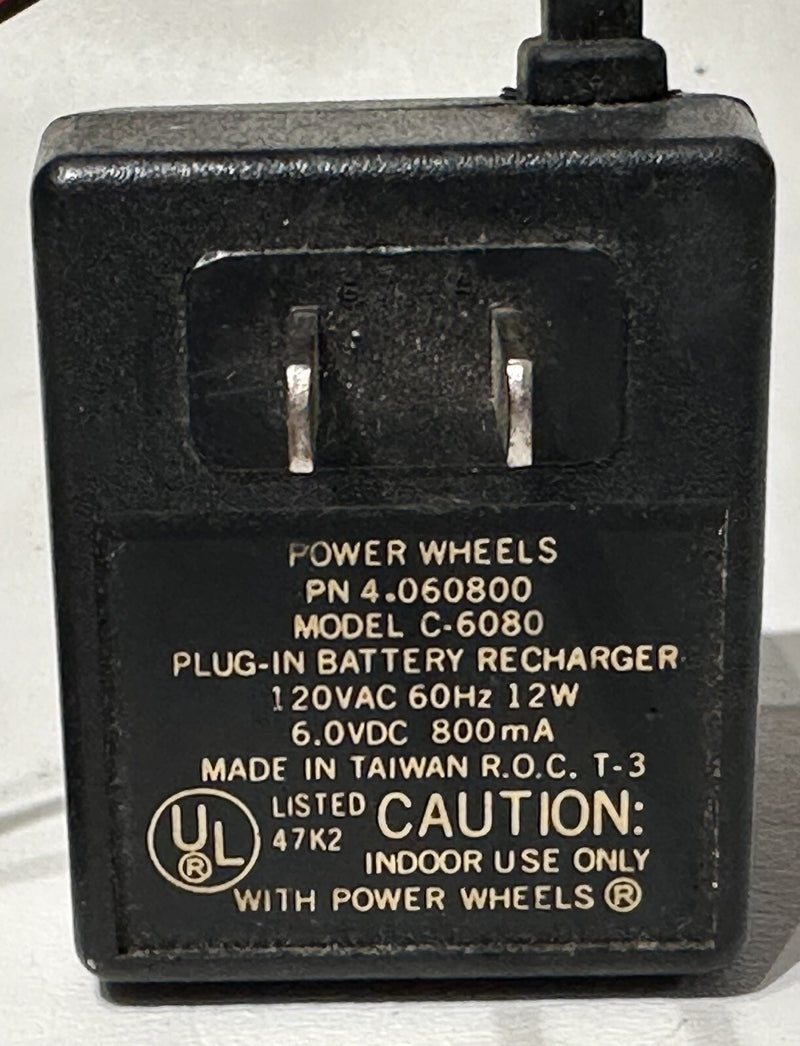 POWER WHEELS
PN 4.060800
MODEL C-6080
PLUG-IN BATTERY RECHARGER
120VAC 60Hz 12W
6.0VDC 800mA
MADE IN TAIWAN R.O.C. T-3
UL ® LISTED 47K2
CAUTION:
INDOOR USE ONLY
WITH POWER WHEELS ®